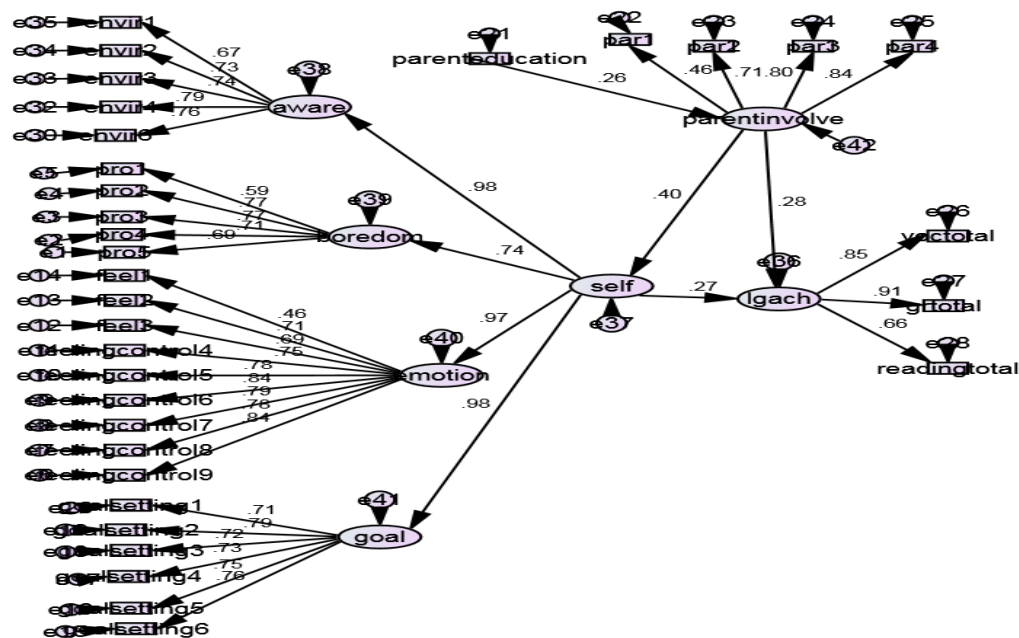 e35 envir1
e34 envir2
e33 envir3
e32 envir4
e30
.67
.73
.74
.79
.76
e38
aware
e21
parenteducation
.26
e22
par1
e23
par2
e24
par3
e25
par4
.46
.71
.80
.84
parentinvolve
e42
e5 pro1
e4 pro2
e3 pro3
e2 pro4
e1 pro5
.59
.77
.77
.71
.69
e39
boredom
.98
.74
.97
.98
.40
.28
self
e37
.27
e36
lgach
.85
.91
.66
e26
voctotal
e27
grtotal
e28
readingtotal
e14 feel1
e13 feel2
e12 feel3
feelingcontrol4
feelingcontrol5
feelingcontrol6
feelingcontrol7
feelingcontrol8
feelingcontrol9
.46
.71
.69
.75
.78
.84
.79
.78
.84
e40
emotion
goalsetting1
goalsetting2
goalsetting3
goalsetting4
goalsetting5
goalsetting6
.71
.79
.72
.73
.75
.76
e41
goal